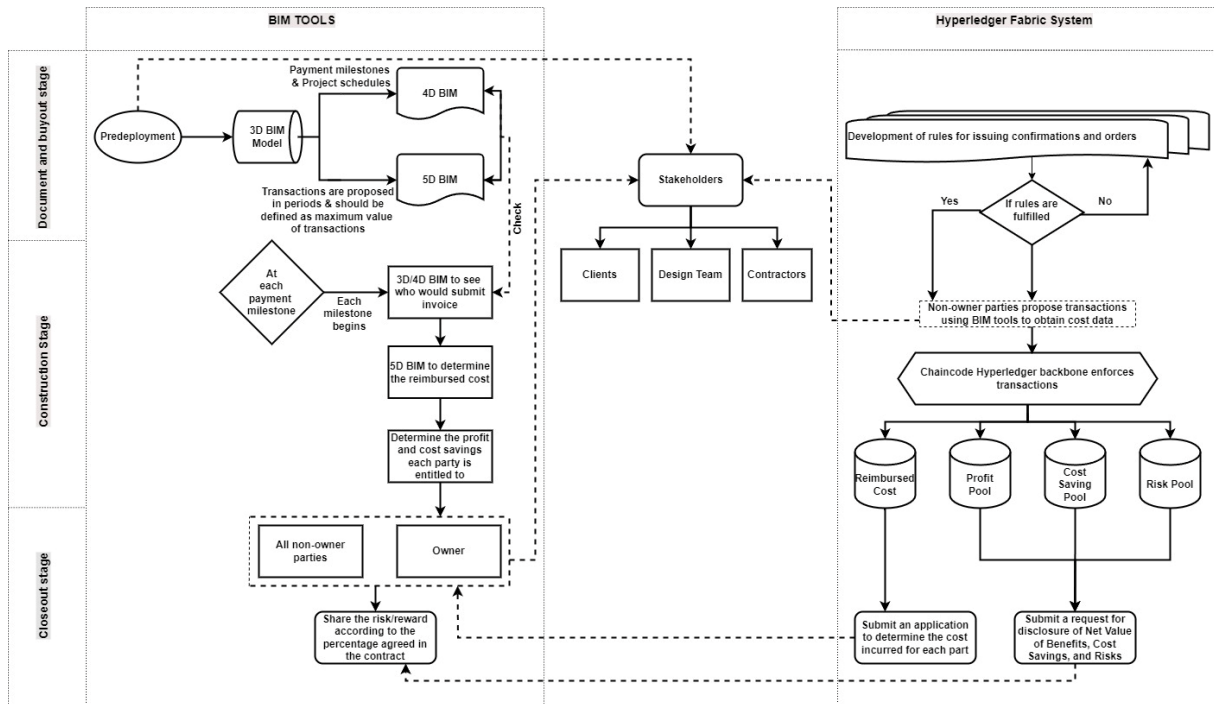 BIM TOOLS
Hyperledger Fabric System
Document and buyout stage
Payment milestones
& Project schedules
4D BIM
Predeployment
3D BIM
Model
5D BIM
Transactions are proposed
in periods & should be
defined as maximum value
of transactions
Check
Stakeholders
Clients
Design Team
Contractors
Development of rules for issuing confirmations and orders
If rules are
fulfilled
Yes
No
Construction Stage
At
each
payment
milestone
Each
milestone
begins
3D/4D BIM to see
who would submit
invoice
5D BIM to determine
the reimbursed cost
Determine the profit
and cost savings
each party is
entitled to
Non-owner parties propose transactions
using BIM tools to obtain cost data
Chaincode Hyperledger backbone enforces
transactions
Reimbursed
Cost
Profit
Pool
Cost
Saving
Pool
Risk Pool
Closeout stage
All non-owner
parties
Owner
Share the risk/reward
according to the
percentage agreed in
the contract
Submit an application
to determine the cost
incurred for each part
Submit a request for
disclosure of Net Value
of Benefits, Cost
Savings, and Risks